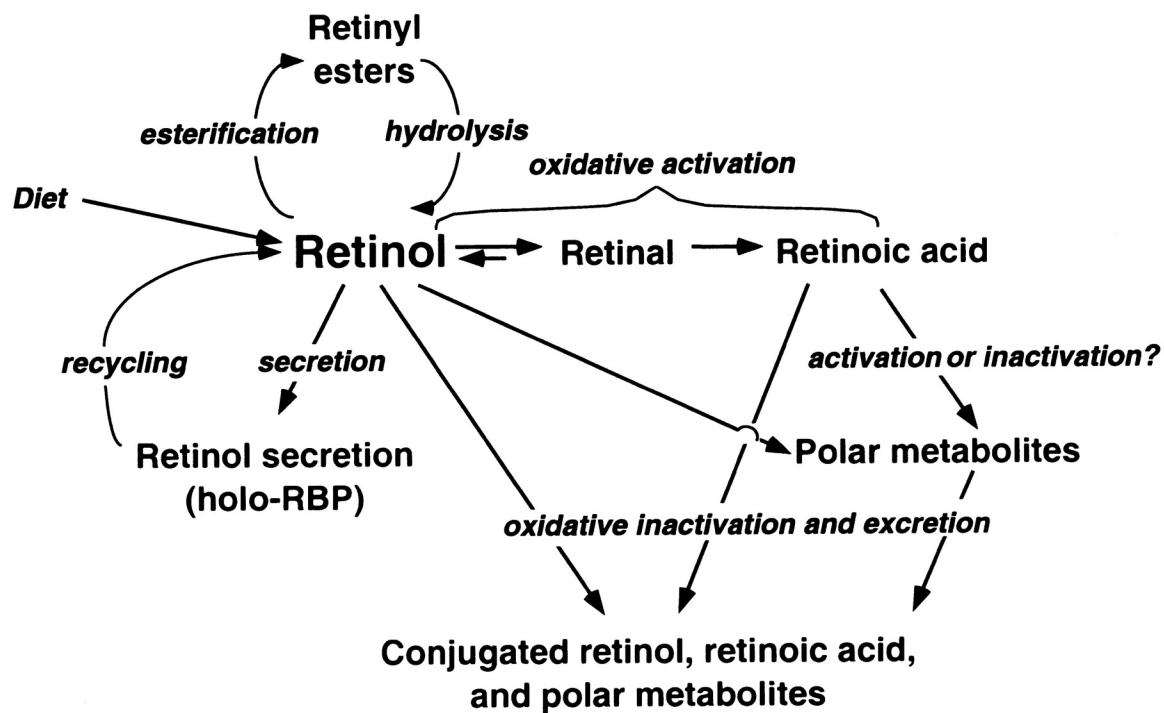 Retinyl
esters
esterification
hydrolysis
oxidative activation
Diet
Retinol
Retinal
Retinoic acid
recycling
secretion
activation or inactivation?
Retinol secretion
(holo-RBP)
Polar metabolites
oxidative inactivation and excretion
Conjugated retinol, retinoic acid,
and polar metabolites